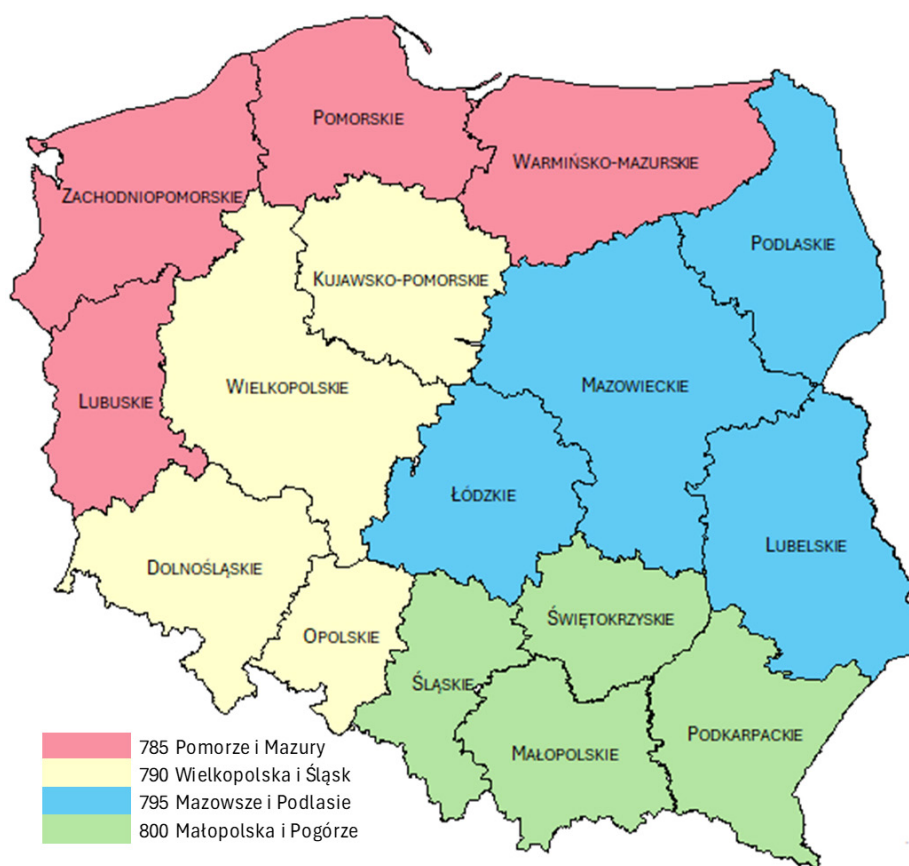 POMORSKIE
WARMIŃSKO-MAZURSKIE
ZACHODNIOPOMORSKIE
PODLASKIE
KUJAWSKO-POMORSKIE
WIELKOPOLSKIE
MAZOWIECKIE
LUBUSKIE
ŁÓDZKIE
LUBELSKIE
DOLNOŚLĄSKIE
ŚWIĘTOKRZYSKIE
OPOLSKIE
ŚLĄSKIE
PODKARPACKIE
MAŁOPOLSKIE
785 Pomorze i Mazury
790 Wielkopolska i Śląsk
795 Mazowsze i Podlasie
800 Małopolska i Pogórze